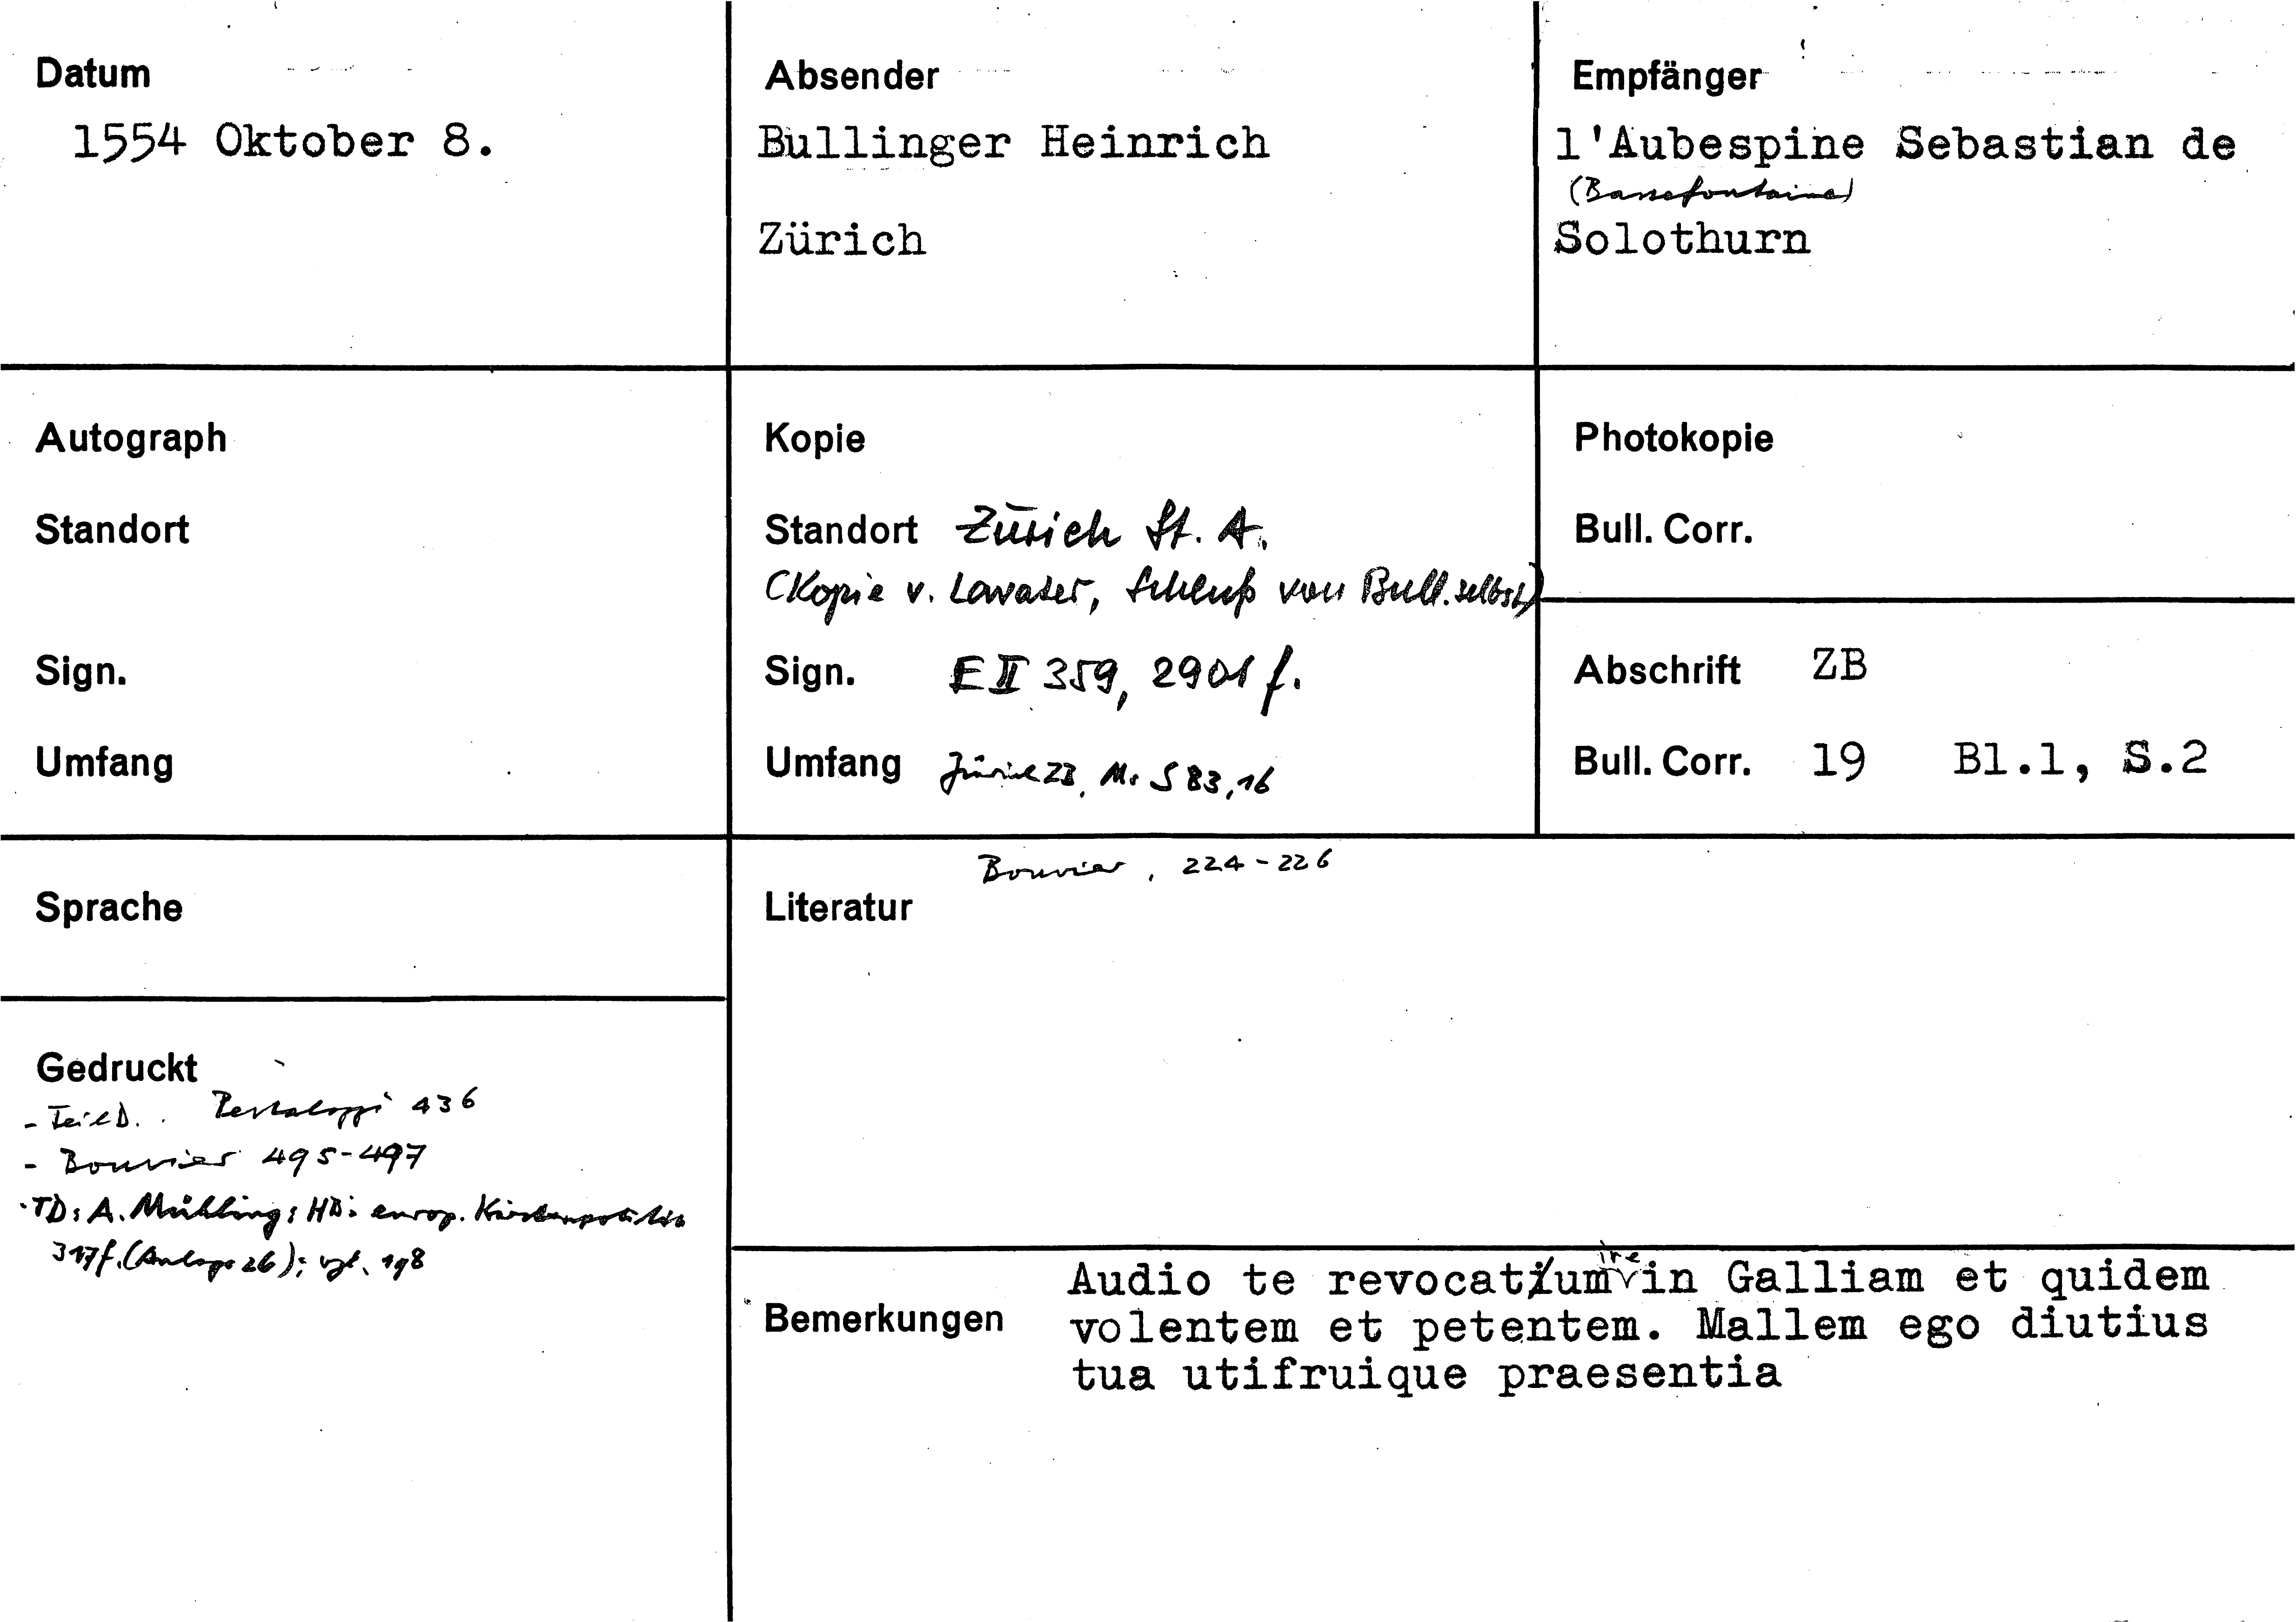 Datum
1554 Oktober 8.
Absender
Bullinger Heinrich
Zürich
Empfänger
l'Aubespine Sebastian de
(Bassefontaine)
Solothurn
Autograph
Standort
Sign.
Umfang
Kopie
Standort Zürich St. A.
(Kopie v. Lavater, Schluß von Bull. selbst)
Sign. E II 359, 2901 f.
Umfang Zürich ZB, Ms S 83,16
Photokopie
Bull. Corr.
Abschrift ZB
Bull. Corr. 19 Bl.1, S.2
Sprache
Gedruckt
- Teil D. Pestalozzi 436
- Bouvier 495-497
- TD: A. Mühling: HBs europ. Kirchenpolitik
317f. (Anlage 26); vgl. 198
Bouvier, 224-226
Literatur
ire
Audio te revocatum in Galliam et quidem
Bemerkungen volentem et petentem. Mallem ego diutius
tua utifruique praesentia